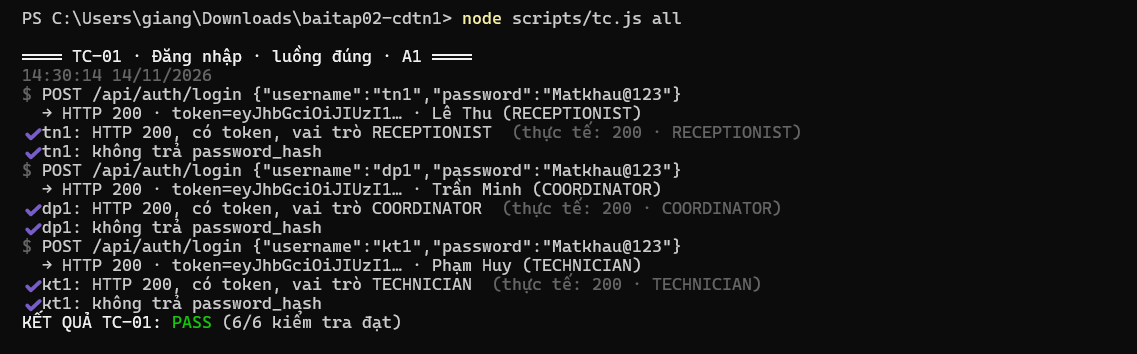 PS C:\Users\giang\Downloads\baitap02-cdtn1> node scripts/tc.js all
════ TC-01 · Đăng nhập · luồng đúng · A1 ════
14:30:14 14/11/2026
$ POST /api/auth/login {"username":"tn1","password":"Matkhau@123"}
→ HTTP 200 · token=eyJhbGciOiJIUzI1… · Lê Thu (RECEPTIONIST)
✔tn1: HTTP 200, có token, vai trò RECEPTIONIST (thực tế: 200 · RECEPTIONIST)
✔tn1: không trả password_hash
$ POST /api/auth/login {"username":"dp1","password":"Matkhau@123"}
→ HTTP 200 · token=eyJhbGciOiJIUzI1… · Trần Minh (COORDINATOR)
✔dp1: HTTP 200, có token, vai trò COORDINATOR (thực tế: 200 · COORDINATOR)
✔dp1: không trả password_hash
$ POST /api/auth/login {"username":"kt1","password":"Matkhau@123"}
→ HTTP 200 · token=eyJhbGciOiJIUzI1… · Phạm Huy (TECHNICIAN)
✔kt1: HTTP 200, có token, vai trò TECHNICIAN (thực tế: 200 · TECHNICIAN)
✔kt1: không trả password_hash
KẾT QUẢ TC-01: PASS (6/6 kiểm tra đạt)